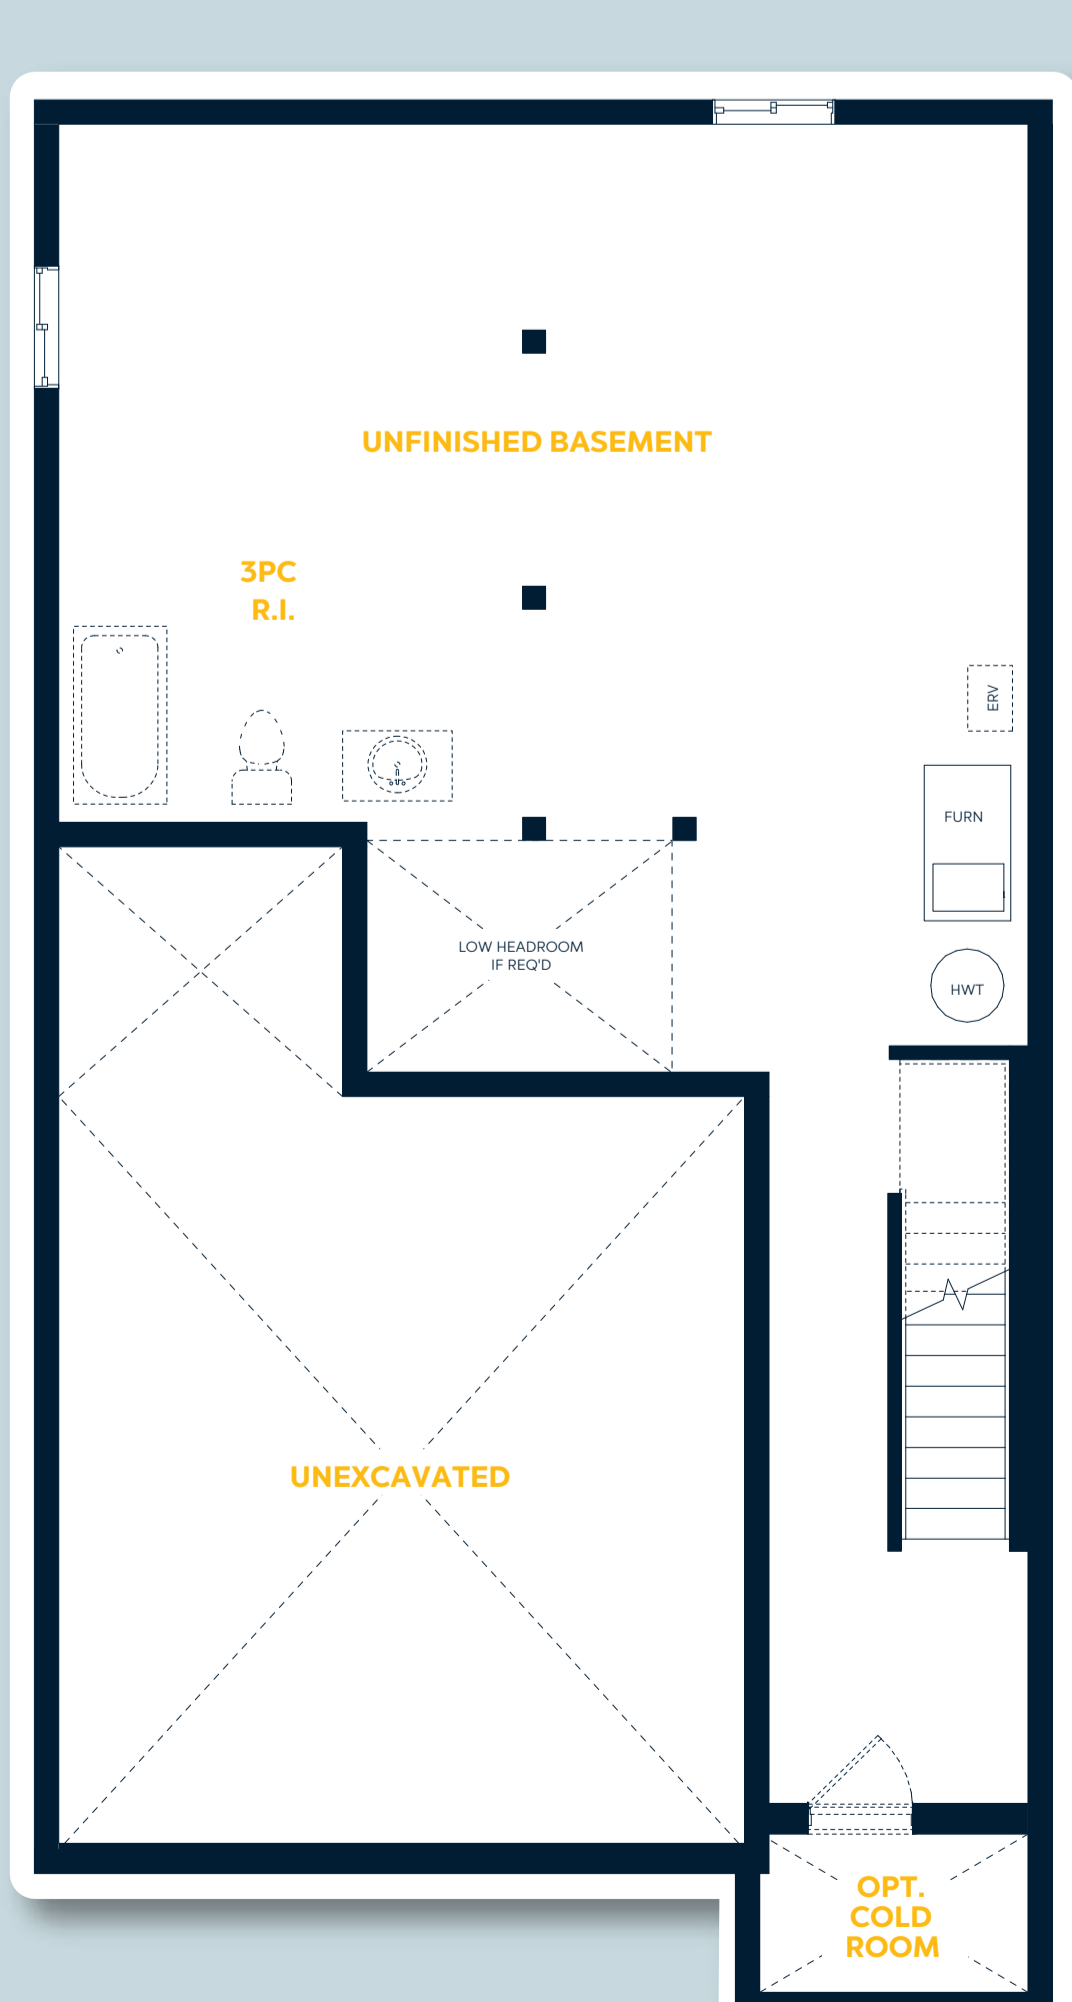 UNFINISHED BASEMENT
3PC
R.I.
ERV
FURN
LOW HEADROOM
IF REQ'D
HWT
UNEXCAVATED
OPT.
COLD
ROOM